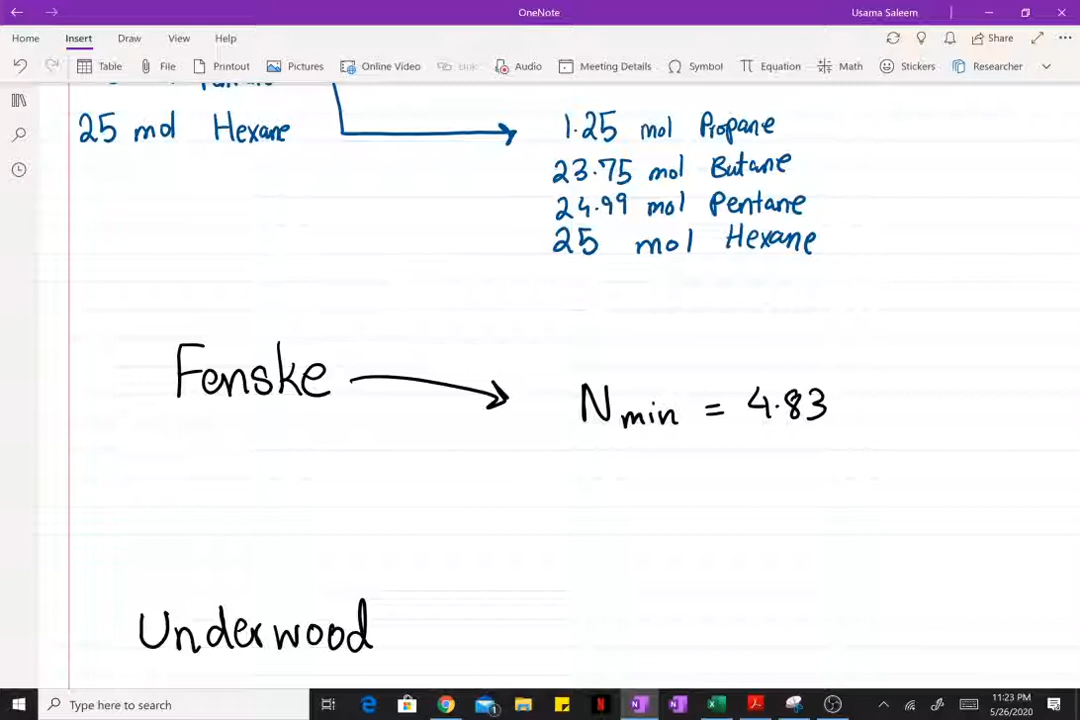 OneNote
Usama Saleem
Home Insert Draw View Help
Share
Table File Printout Pictures Online Video Link Audio Meeting Details Symbol Equation Math Stickers Researcher
25 mol Hexane
1.25 mol Propane
23.75 mol Butane
24.99 mol Pentane
25 mol Hexane
Fenske
Nmin = 4.83
Underwood
Type here to search
11:23 PM
5/26/2020